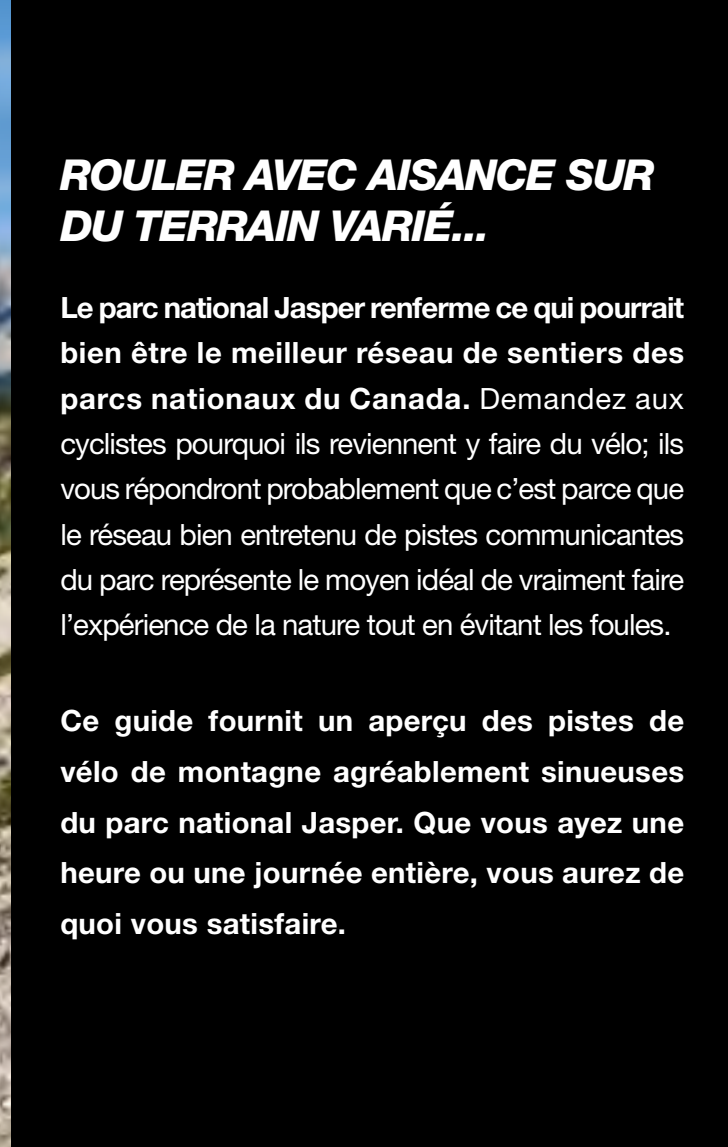 ROULER AVEC AISANCE SUR
DU TERRAIN VARIÉ...
Le parc national Jasper renferme ce qui pourrait
bien être le meilleur réseau de sentiers des
parcs nationaux du Canada. Demandez aux
cyclistes pourquoi ils reviennent y faire du vélo; ils
vous répondront probablement que c’est parce que
le réseau bien entretenu de pistes communicantes
du parc représente le moyen idéal de vraiment faire
l’expérience de la nature tout en évitant les foules.
Ce guide fournit un aperçu des pistes de
vélo de montagne agréablement sinueuses
du parc national Jasper. Que vous ayez une
heure ou une journée entière, vous aurez de
quoi vous satisfaire.